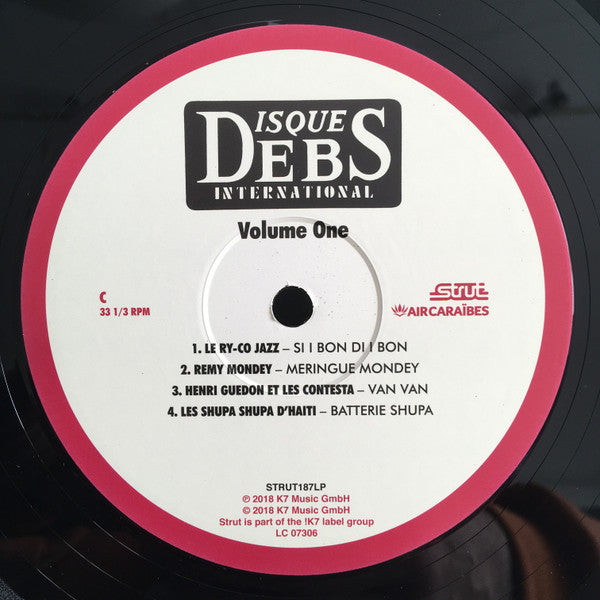 DISQUES
DEBS
INTERNATIONAL
Volume One
C
33 1/3 RPM
Strut
AIRCARAÏBES
1. LE RY-CO JAZZ – SI I BON DI I BON
2. REMY MONDEY – MERINGUE MONDEY
3. HENRI GUEDON ET LES CONTESTA – VAN VAN
4. LES SHUPA SHUPA D'HAITI – BATTERIE SHUPA
STRUT187LP
℗ 2018 K7 Music GmbH
© 2018 K7 Music GmbH
Strut is part of the !K7 label group
LC 07306